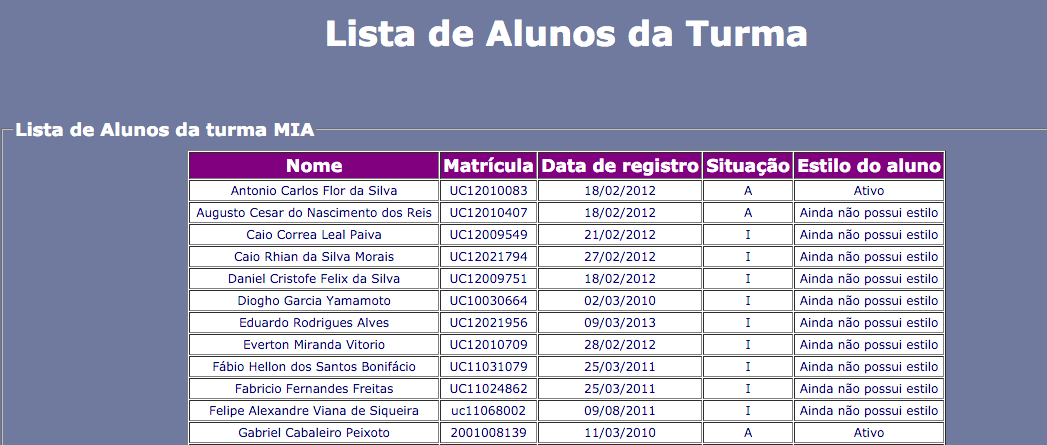 Lista de Alunos da Turma
Lista de Alunos da turma MIA
Nome Matrícula Data de registro Situação Estilo do aluno
Antonio Carlos Flor da Silva UC12010083 18/02/2012 A Ativo
Augusto Cesar do Nascimento dos Reis UC12010407 18/02/2012 A Ainda não possui estilo
Caio Correa Leal Paiva UC12009549 21/02/2012 I Ainda não possui estilo
Caio Rhian da Silva Morais UC12021794 27/02/2012 I Ainda não possui estilo
Daniel Cristofe Felix da Silva UC12009751 18/02/2012 I Ainda não possui estilo
Diogho Garcia Yamamoto UC10030664 02/03/2010 I Ainda não possui estilo
Eduardo Rodrigues Alves UC12021956 09/03/2013 I Ainda não possui estilo
Everton Miranda Vitorio UC12010709 28/02/2012 I Ainda não possui estilo
Fábio Hellon dos Santos Bonifácio UC11031079 25/03/2011 I Ainda não possui estilo
Fabricio Fernandes Freitas UC11024862 25/03/2011 I Ainda não possui estilo
Felipe Alexandre Viana de Siqueira uc11068002 09/08/2011 I Ainda não possui estilo
Gabriel Cabaleiro Peixoto 2001008139 11/03/2010 A Ativo